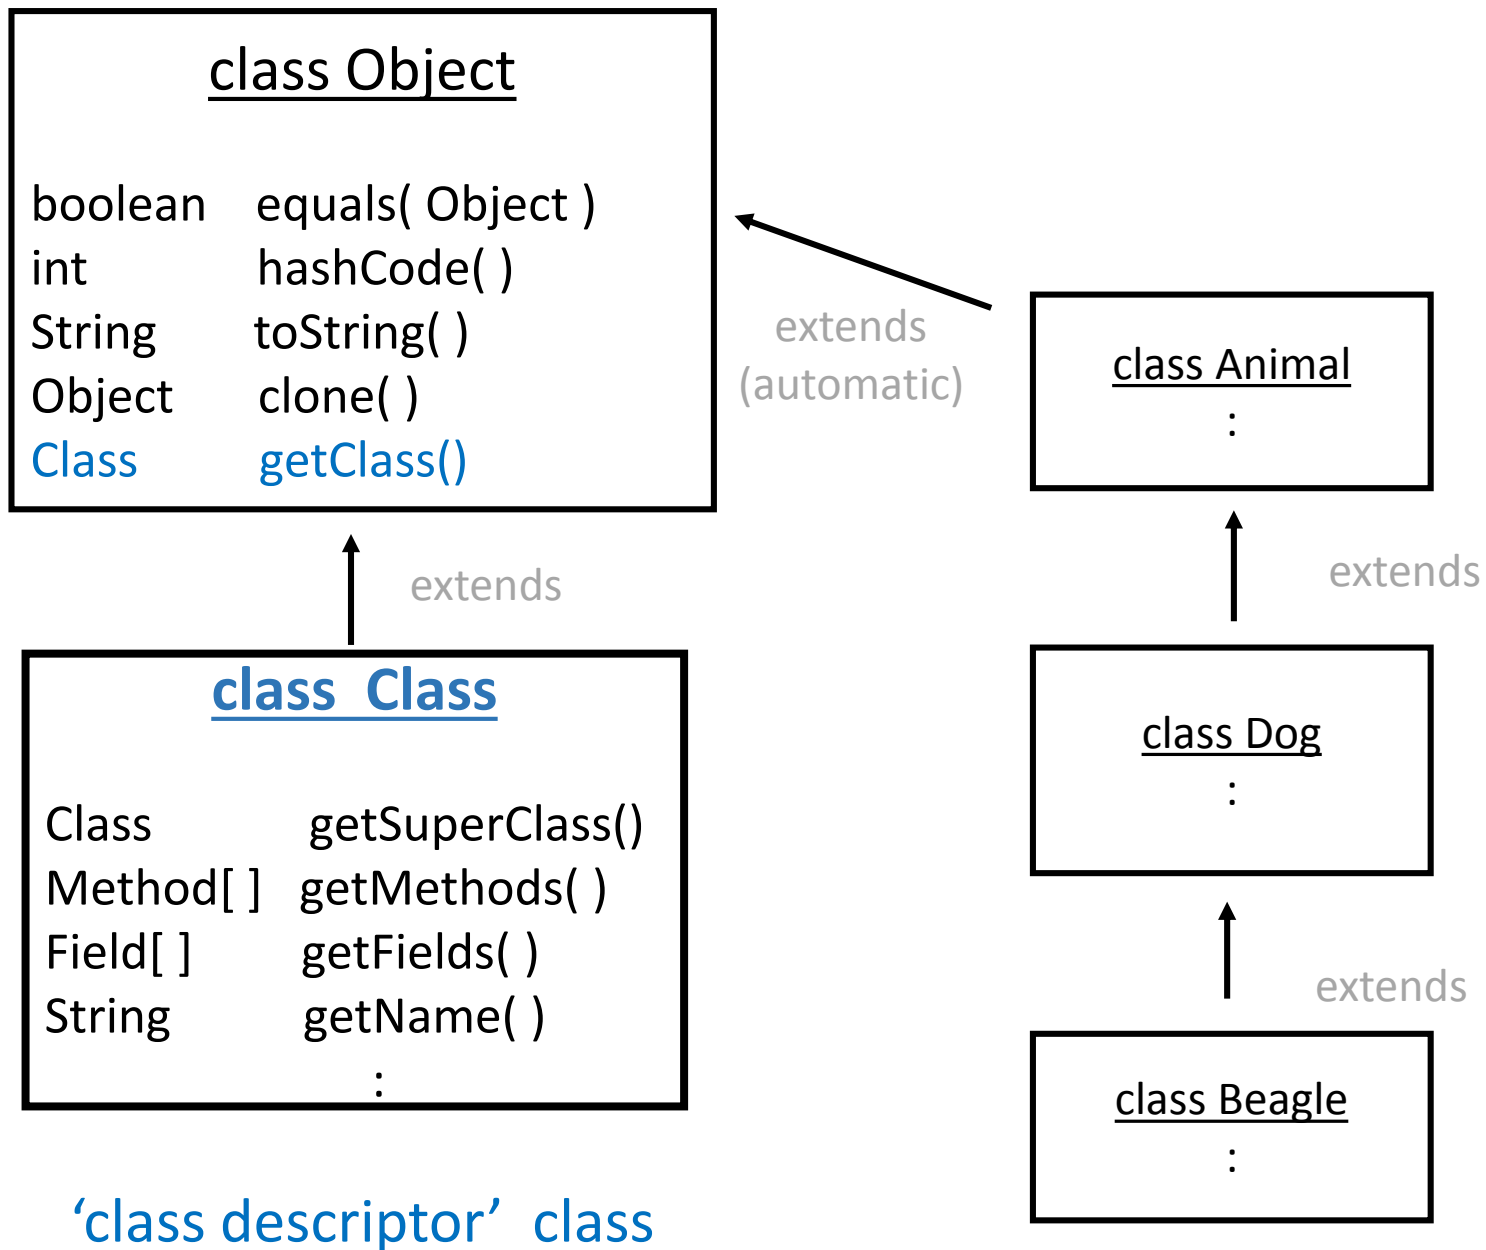 class Object
boolean equals( Object )
int hashCode( )
String toString( )
Object clone( )
Class getClass()
extends
(automatic)
class Animal
:
extends
extends
class Class
Class getSuperClass()
Method[ ] getMethods( )
Field[ ] getFields( )
String getName( )
:
class Dog
:
extends
class Beagle
:
‘class descriptor’ class